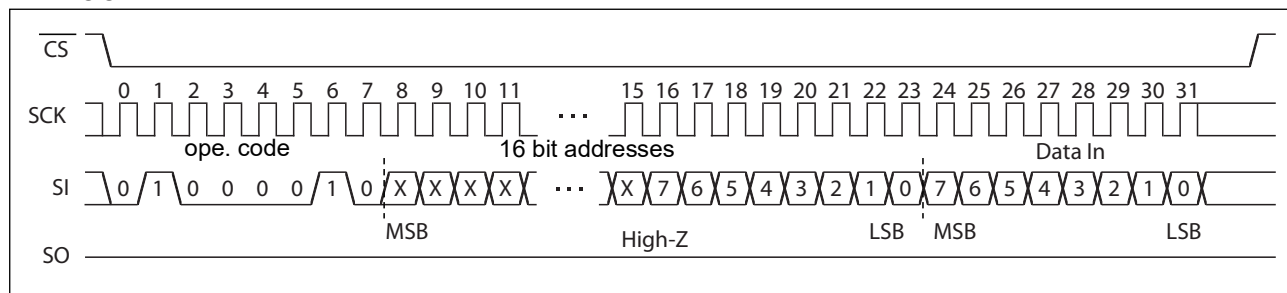 CS
0 1 2 3 4 5 6 7 8 9 10 11 15 16 17 18 19 20 21 22 23 24 25 26 27 28 29 30 31
SCK ...
ope. code 16 bit addresses Data In
SI 0 1 0 0 0 0 1 0 X X X X ... X 7 6 5 4 3 2 1 0 7 6 5 4 3 2 1 0
MSB High-Z LSB MSB LSB
SO